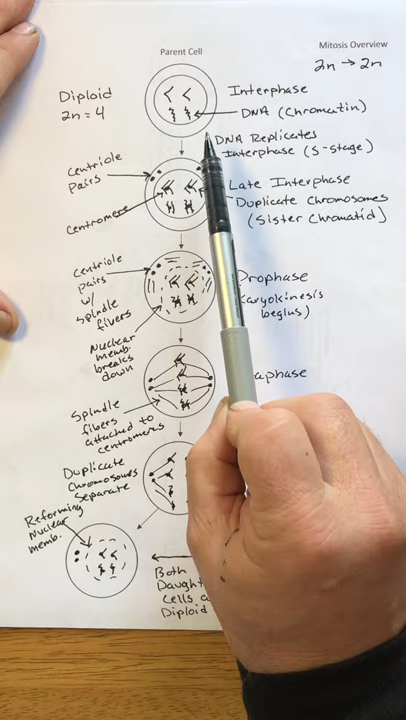 Parent Cell
Mitosis Overview
2n → 2n
Diploid
2n = 4
Interphase
DNA (Chromatin)
DNA Replicates
Interphase (S-stage)
Centriole
Pairs
Late Interphase
Duplicate Chromosomes
(Sister Chromatid)
Centromere
Centriole
pairs
w/
Spindle
fivers
Prophase
(Karyokinesis
begins)
Nuclear
memb.
breaks
down
aphase
Spindle
fibers
attached to
centromeres
Duplicate
Chromosomes
Separate
Reforming
Nuclear
memb.
Both
Daught
Cells a
Diploid